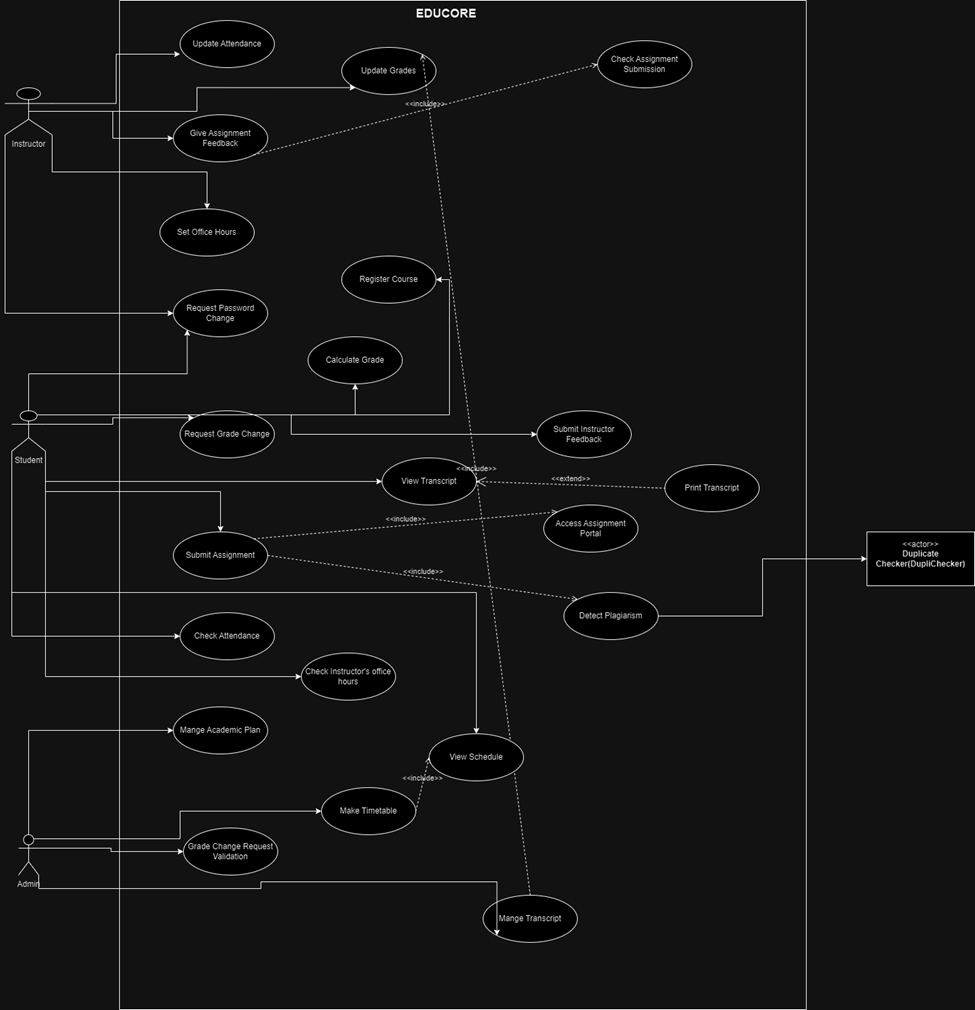 EDUCORE
Update Attendance
Update Grades
Check Assignment
Submission
<<include>>
Give Assignment
Feedback
Instructor
Set Office Hours
Register Course
Request Password
Change
Calculate Grade
Request Grade Change
Submit Instructor
Feedback
Student
<<include>>
View Transcript
<<extend>>
Print Transcript
<<include>>
Access Assignment
Portal
Submit Assignment
<<actor>>
Duplicate
Checker(DupliChecker)
<<include>>
Detect Plagiarism
Check Attendance
Check Instructor's office
hours
Mange Academic Plan
View Schedule
<<include>>
Make Timetable
Grade Change Request
Validation
Admin
Mange Transcript